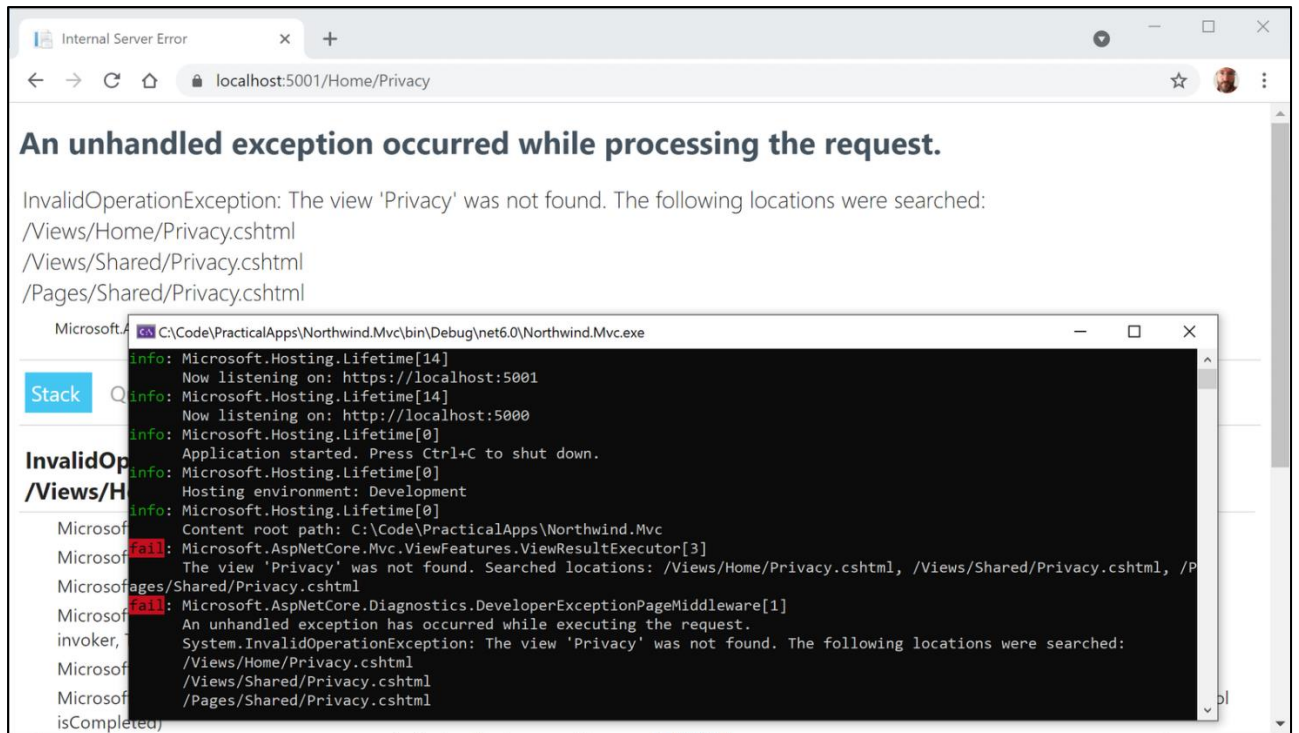 Internal Server Error
localhost:5001/Home/Privacy
An unhandled exception occurred while processing the request.
InvalidOperationException: The view 'Privacy' was not found. The following locations were searched:
/Views/Home/Privacy.cshtml
/Views/Shared/Privacy.cshtml
/Pages/Shared/Privacy.cshtml
Microsoft.A
C:\Code\PracticalApps\Northwind.Mvc\bin\Debug\net6.0\Northwind.Mvc.exe
info: Microsoft.Hosting.Lifetime[14]
Now listening on: https://localhost:5001
Stack Q
info: Microsoft.Hosting.Lifetime[14]
Now listening on: http://localhost:5000
info: Microsoft.Hosting.Lifetime[0]
Application started. Press Ctrl+C to shut down.
InvalidOp
info: Microsoft.Hosting.Lifetime[0]
Hosting environment: Development
/Views/H
info: Microsoft.Hosting.Lifetime[0]
Content root path: C:\Code\PracticalApps\Northwind.Mvc
Microsof
fail: Microsoft.AspNetCore.Mvc.ViewFeatures.ViewResultExecutor[3]
Microsof
The view 'Privacy' was not found. Searched locations: /Views/Home/Privacy.cshtml, /Views/Shared/Privacy.cshtml, /P
ages/Shared/Privacy.cshtml
Microsof
fail: Microsoft.AspNetCore.Diagnostics.DeveloperExceptionPageMiddleware[1]
Microsof
An unhandled exception has occurred while executing the request.
invoker,
System.InvalidOperationException: The view 'Privacy' was not found. The following locations were searched:
/Views/Home/Privacy.cshtml
Microsof
/Views/Shared/Privacy.cshtml
/Pages/Shared/Privacy.cshtml
Microsof
ol
isCompleted)